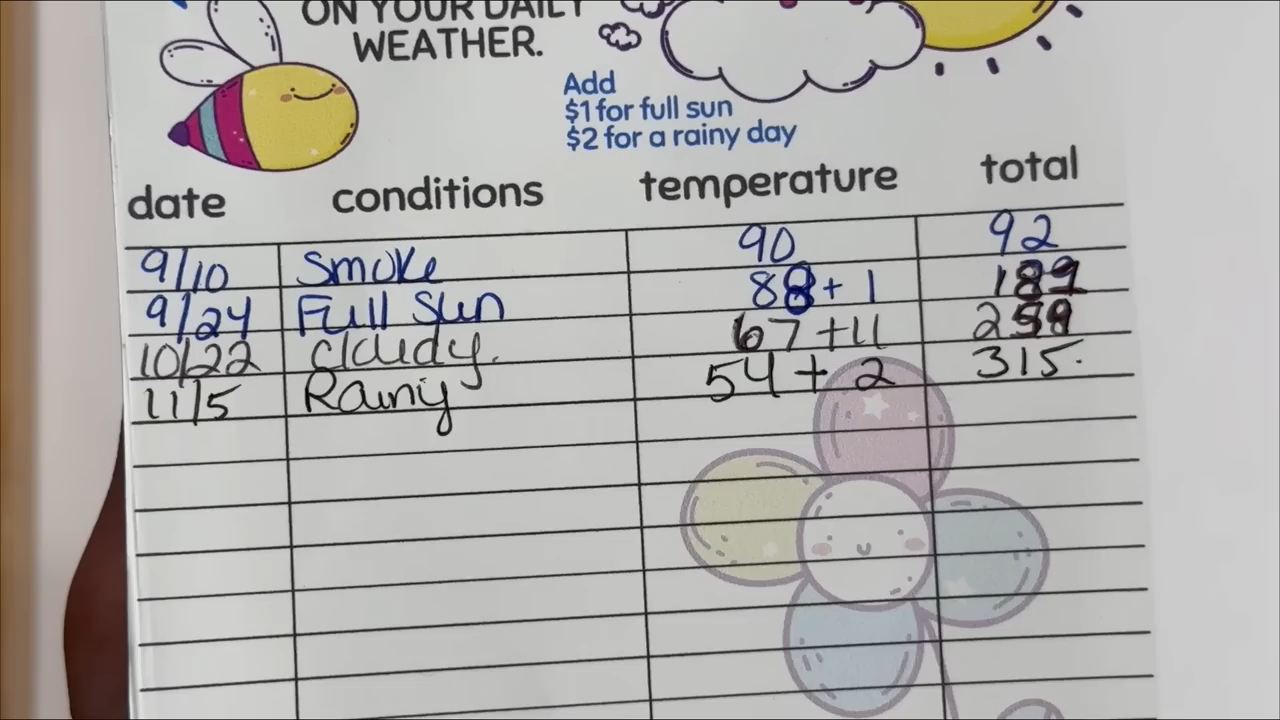 ON YOUR DAILY
WEATHER.
Add
$1 for full sun
$2 for a rainy day
date conditions temperature total
9/10 Smoke 90 92
9/24 Full Sun 88 + 1 189
10/22 cloudy. 67 + 11
11/5 Rainy 54 + 2 315.